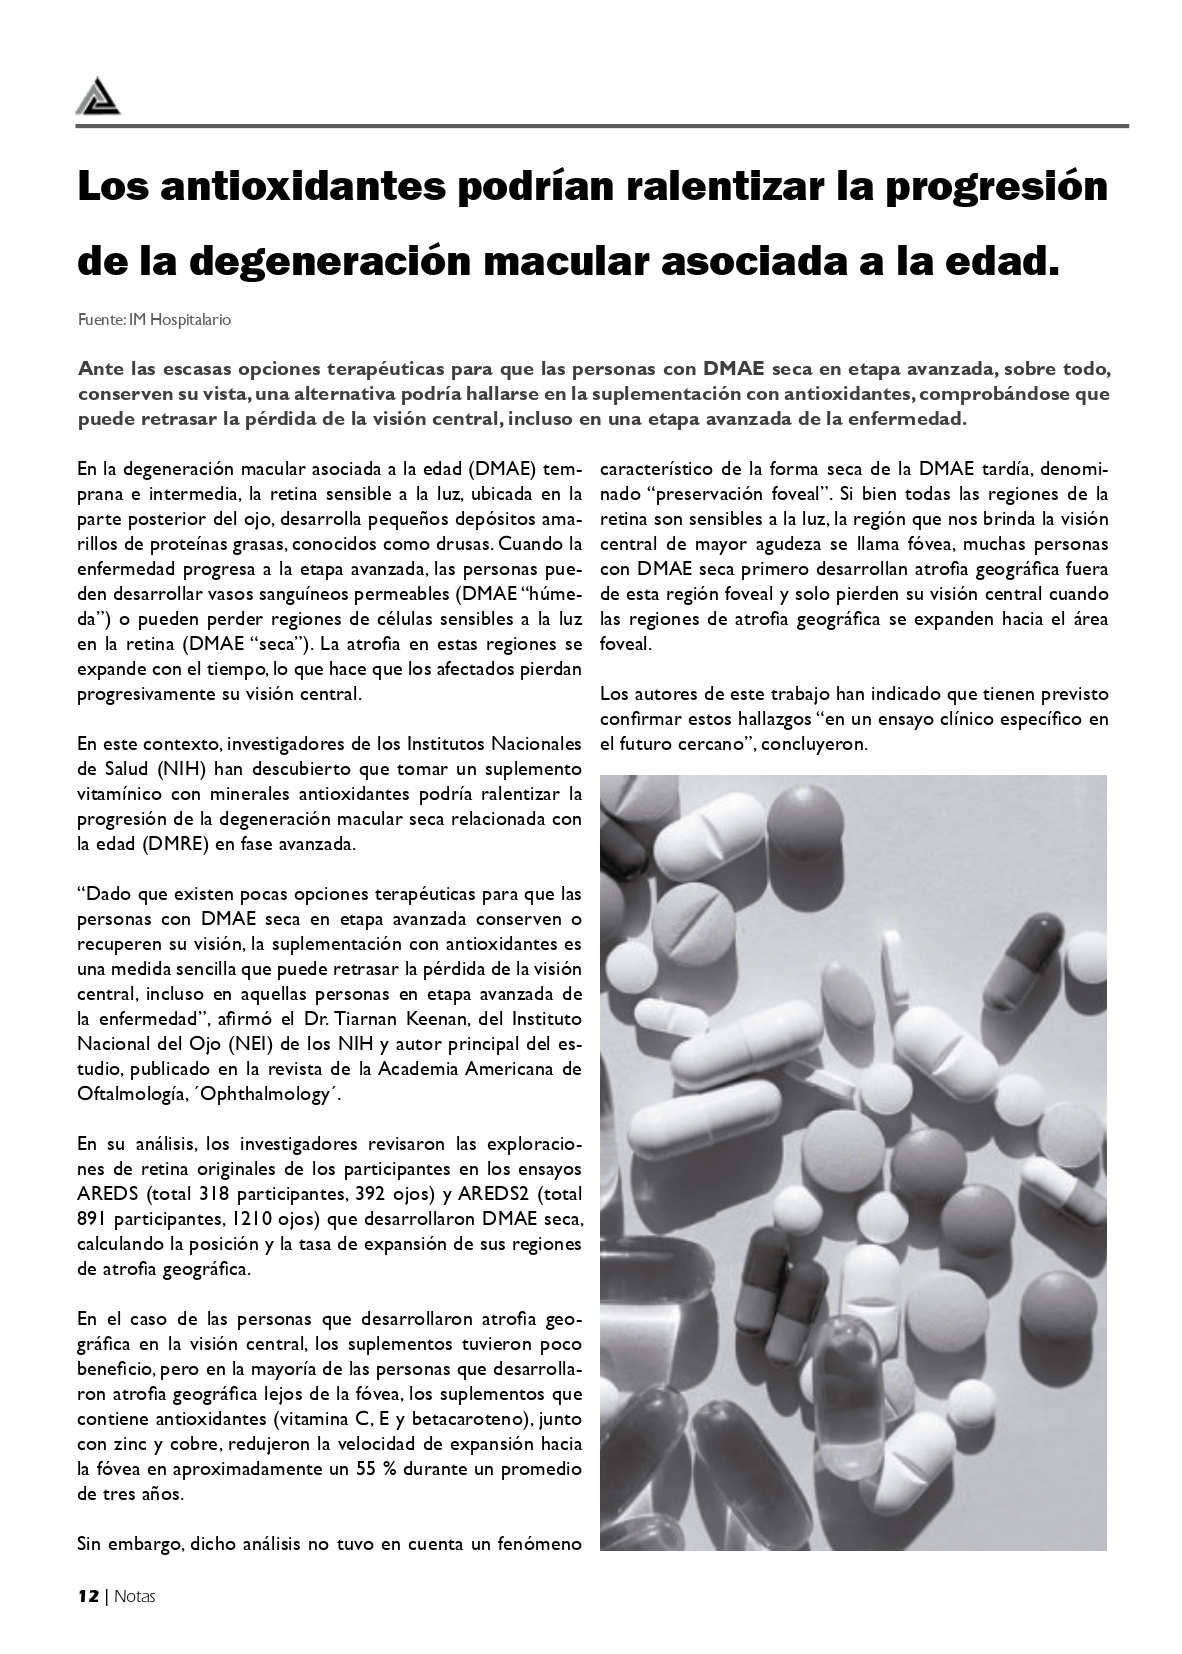 Los antioxidantes podrían ralentizar la progresión
de la degeneración macular asociada a la edad.
Fuente: IM Hospitalario
Ante las escasas opciones terapéuticas para que las personas con DMAE seca en etapa avanzada, sobre todo,
conserven su vista, una alternativa podría hallarse en la suplementación con antioxidantes, comprobándose que
puede retrasar la pérdida de la visión central, incluso en una etapa avanzada de la enfermedad.
En la degeneración macular asociada a la edad (DMAE) tem-
prana e intermedia, la retina sensible a la luz, ubicada en la
parte posterior del ojo, desarrolla pequeños depósitos ama-
rillos de proteínas grasas, conocidos como drusas. Cuando la
enfermedad progresa a la etapa avanzada, las personas pue-
den desarrollar vasos sanguíneos permeables (DMAE “húme-
da”) o pueden perder regiones de células sensibles a la luz
en la retina (DMAE “seca”). La atrofia en estas regiones se
expande con el tiempo, lo que hace que los afectados pierdan
progresivamente su visión central.
En este contexto, investigadores de los Institutos Nacionales
de Salud (NIH) han descubierto que tomar un suplemento
vitamínico con minerales antioxidantes podría ralentizar la
progresión de la degeneración macular seca relacionada con
la edad (DMRE) en fase avanzada.
“Dado que existen pocas opciones terapéuticas para que las
personas con DMAE seca en etapa avanzada conserven o
recuperen su visión, la suplementación con antioxidantes es
una medida sencilla que puede retrasar la pérdida de la visión
central, incluso en aquellas personas en etapa avanzada de
la enfermedad”, afirmó el Dr. Tiarnan Keenan, del Instituto
Nacional del Ojo (NEI) de los NIH y autor principal del es-
tudio, publicado en la revista de la Academia Americana de
Oftalmología, ´Ophthalmology´.
En su análisis, los investigadores revisaron las exploracio-
nes de retina originales de los participantes en los ensayos
AREDS (total 318 participantes, 392 ojos) y AREDS2 (total
891 participantes, 1210 ojos) que desarrollaron DMAE seca,
calculando la posición y la tasa de expansión de sus regiones
de atrofia geográfica.
En el caso de las personas que desarrollaron atrofia geo-
gráfica en la visión central, los suplementos tuvieron poco
beneficio, pero en la mayoría de las personas que desarrolla-
ron atrofia geográfica lejos de la fóvea, los suplementos que
contiene antioxidantes (vitamina C, E y betacaroteno), junto
con zinc y cobre, redujeron la velocidad de expansión hacia
la fóvea en aproximadamente un 55 % durante un promedio
de tres años.
Sin embargo, dicho análisis no tuvo en cuenta un fenómeno
característico de la forma seca de la DMAE tardía, denomi-
nado “preservación foveal”. Si bien todas las regiones de la
retina son sensibles a la luz, la región que nos brinda la visión
central de mayor agudeza se llama fóvea, muchas personas
con DMAE seca primero desarrollan atrofia geográfica fuera
de esta región foveal y solo pierden su visión central cuando
las regiones de atrofia geográfica se expanden hacia el área
foveal.
Los autores de este trabajo han indicado que tienen previsto
confirmar estos hallazgos “en un ensayo clínico específico en
el futuro cercano”, concluyeron.
12 | Notas